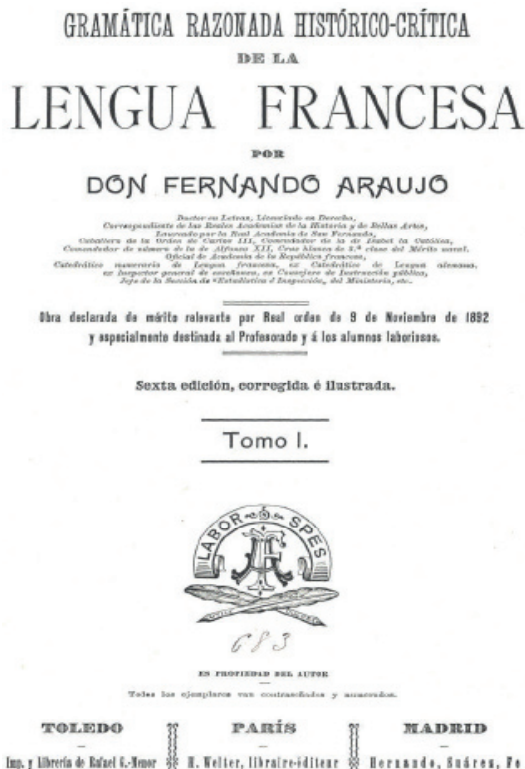 GRAMÁTICA RAZONADA HISTÓRICO-CRÍTICA
DE LA
LENGUA FRANCESA
POR
DON FERNANDO ARAUJO
Doctor en Letras, Licenciado en Derecho,
Correspondiente de las Reales Academias de la Historia y de Bellas Artes,
Laureado por la Real Academia de San Fernando,
Caballero de la Orden de Carlos III, Comendador de la de Isabel la Católica,
Comendador de número de la de Alfonso XII, Cruz blanca de 2.ª clase del Mérito naval.
Oficial de Academia de la República francesa,
Catedrático numerario de Lengua francesa, ex Catedrático de Lengua alemana,
ex Inspector general de enseñanza, ex Consejero de Instrucción pública,
Jefe de la Sección de «Estadística é Inspección», del Ministerio, etc.
Obra declarada de mérito relevante por Real orden de 9 de Noviembre de 1892
y especialmente destinada al Profesorado y á los alumnos laboriosos.
Sexta edición, corregida é ilustrada.
Tomo I.
LABOR SPES
683
ES PROPIEDAD DEL AUTOR
Todos los ejemplares van contraseñados y numerados.
TOLEDO PARÍS MADRID
Imp. y librería de Rafael G.-Menor H. Welter, libraire-éditeur Hernando, Suárez, Fe